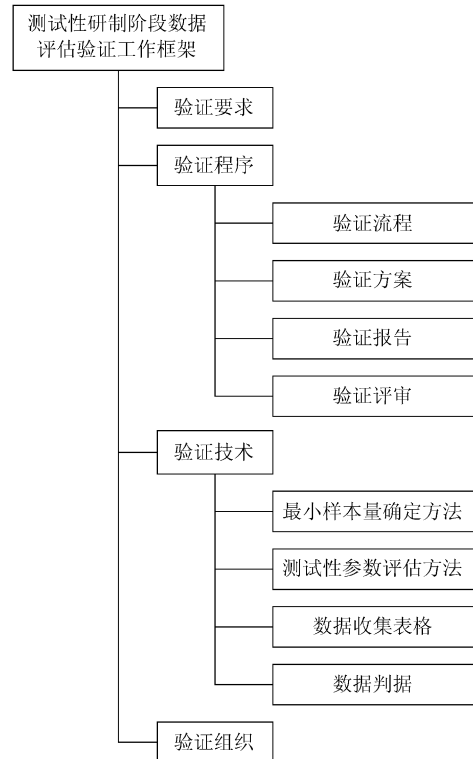 测试性研制阶段数据
评估验证工作框架
验证要求
验证程序
验证流程
验证方案
验证报告
验证评审
验证技术
最小样本量确定方法
测试性参数评估方法
数据收集表格
数据判据
验证组织